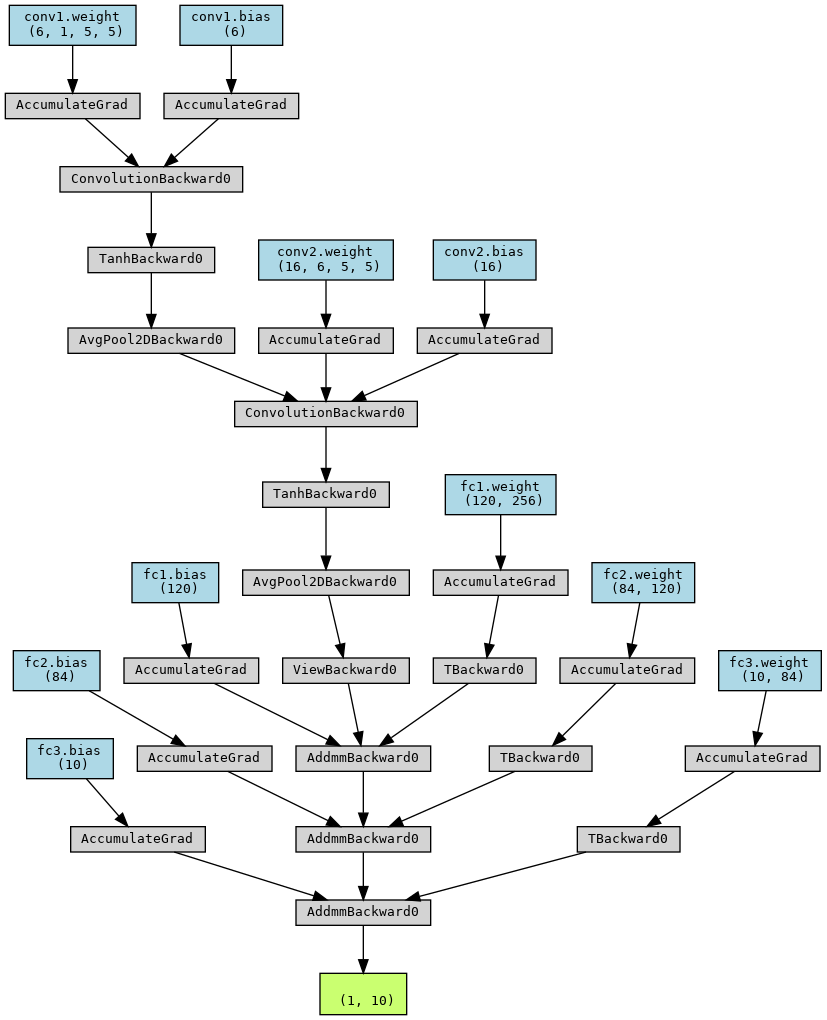 conv1.weight
(6, 1, 5, 5)
conv1.bias
(6)
AccumulateGrad
AccumulateGrad
ConvolutionBackward0
TanhBackward0
conv2.weight
(16, 6, 5, 5)
conv2.bias
(16)
AvgPool2DBackward0
AccumulateGrad
AccumulateGrad
ConvolutionBackward0
TanhBackward0
fc1.weight
(120, 256)
fc1.bias
(120)
AvgPool2DBackward0
AccumulateGrad
fc2.weight
(84, 120)
fc2.bias
(84)
AccumulateGrad
ViewBackward0
TBackward0
AccumulateGrad
fc3.weight
(10, 84)
fc3.bias
(10)
AccumulateGrad
AddmmBackward0
TBackward0
AccumulateGrad
AccumulateGrad
AddmmBackward0
TBackward0
AddmmBackward0
(1, 10)